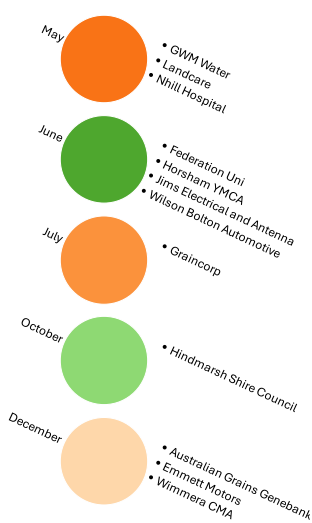 May
• GWM Water
• Landcare
• Nhill Hospital
June
• Federation Uni
• Horsham YMCA
• Jims Electrical and Antenna
• Wilson Bolton Automotive
July
• Graincorp
October
• Hindmarsh Shire Council
December
• Australian Grains Genebank
• Emmett Motors
• Wimmera CMA